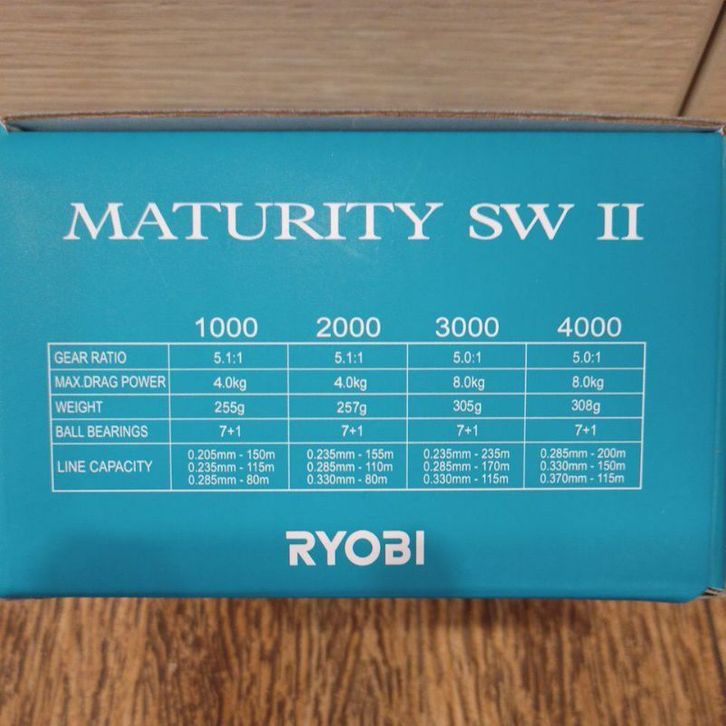 MATURITY SW II
1000 2000 3000 4000
GEAR RATIO 5.1:1 5.1:1 5.0:1 5.0:1
MAX.DRAG POWER 4.0kg 4.0kg 8.0kg 8.0kg
WEIGHT 255g 257g 305g 308g
BALL BEARINGS 7+1 7+1 7+1 7+1
LINE CAPACITY
0.205mm - 150m 0.235mm - 155m 0.235mm - 235m 0.285mm - 200m
0.235mm - 115m 0.285mm - 110m 0.285mm - 170m 0.330mm - 150m
0.285mm - 80m 0.330mm - 80m 0.330mm - 115m 0.370mm - 115m
RYOBI